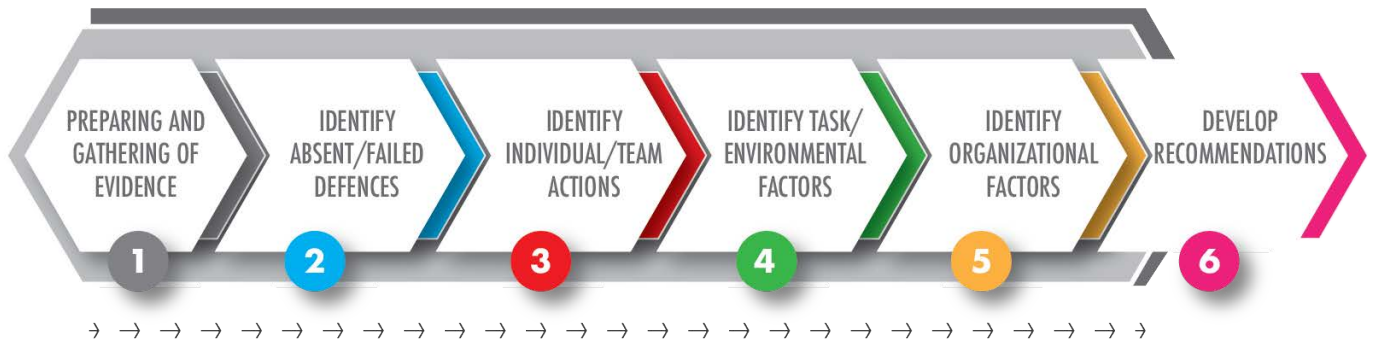 PREPARING AND
GATHERING OF
EVIDENCE
1
IDENTIFY
ABSENT/FAILED
DEFENCES
2
IDENTIFY
INDIVIDUAL/TEAM
ACTIONS
3
IDENTIFY TASK/
ENVIRONMENTAL
FACTORS
4
IDENTIFY
ORGANIZATIONAL
FACTORS
5
DEVELOP
RECOMMENDATIONS
6